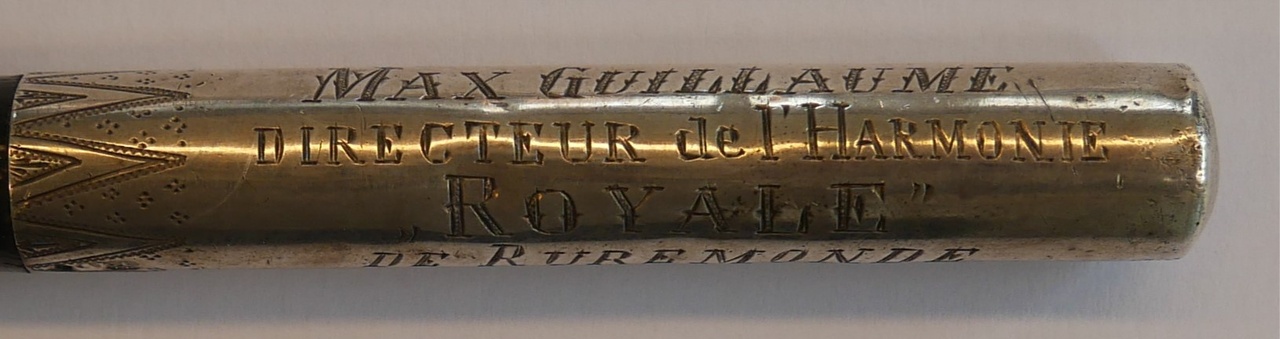 MAX GUILLAUME
DIRECTEUR de l'HARMONIE
„ROYALE”
DE RUREMONDE